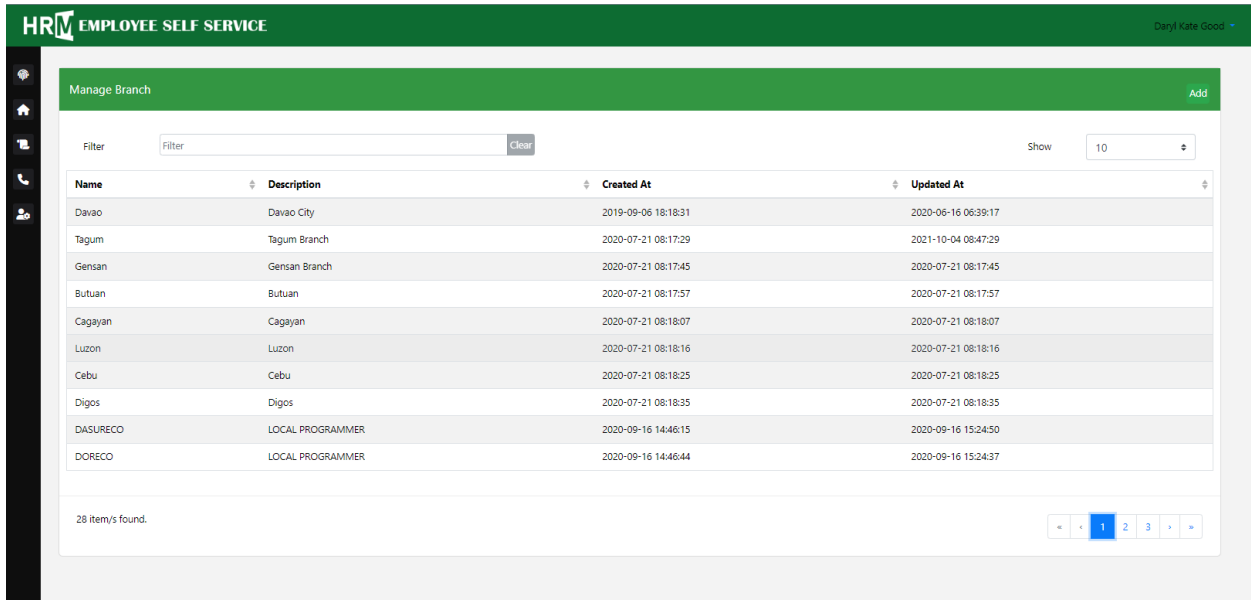 HRM EMPLOYEE SELF SERVICE Daryl Kate Good
Manage Branch Add
Filter Filter Clear Show 10
Name Description Created At Updated At
Davao Davao City 2019-09-06 18:18:31 2020-06-16 06:39:17
Tagum Tagum Branch 2020-07-21 08:17:29 2021-10-04 08:47:29
Gensan Gensan Branch 2020-07-21 08:17:45 2020-07-21 08:17:45
Butuan Butuan 2020-07-21 08:17:57 2020-07-21 08:17:57
Cagayan Cagayan 2020-07-21 08:18:07 2020-07-21 08:18:07
Luzon Luzon 2020-07-21 08:18:16 2020-07-21 08:18:16
Cebu Cebu 2020-07-21 08:18:25 2020-07-21 08:18:25
Digos Digos 2020-07-21 08:18:35 2020-07-21 08:18:35
DASURECO LOCAL PROGRAMMER 2020-09-16 14:46:15 2020-09-16 15:24:50
DORECO LOCAL PROGRAMMER 2020-09-16 14:46:44 2020-09-16 15:24:37
28 item/s found. « ‹ 1 2 3 › »